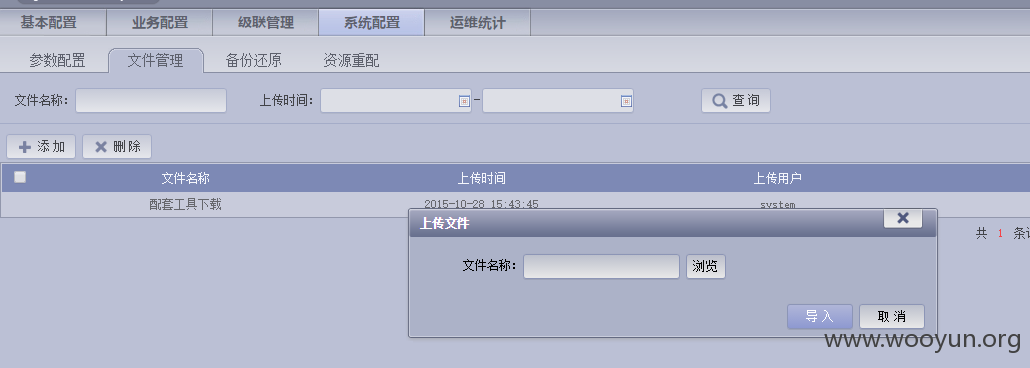 基本配置 业务配置 级联管理 系统配置 运维统计
参数配置 文件管理 备份还原 资源重配
文件名称: 上传时间: - 查询
添加 删除
文件名称 上传时间 上传用户
配套工具下载 2015-10-28 15:43:45 system
共 1 条
上传文件
文件名称: 浏览
导入 取消
www.wooyun.org